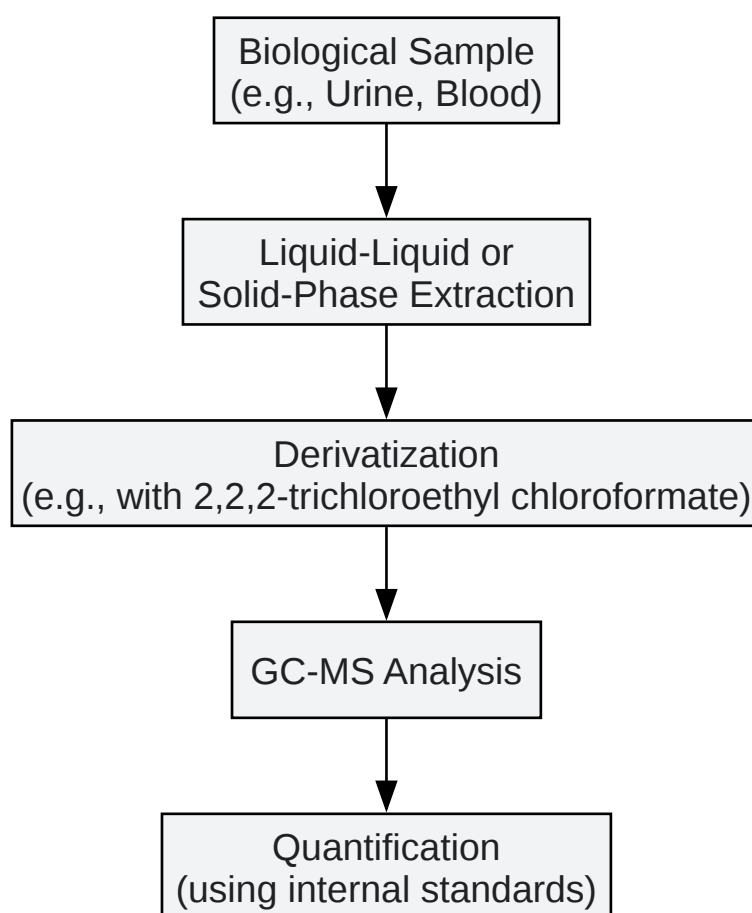 Biological Sample
(e.g., Urine, Blood)
Liquid-Liquid or
Solid-Phase Extraction
Derivatization
(e.g., with 2,2,2-trichloroethyl chloroformate)
GC-MS Analysis
Quantification
(using internal standards)